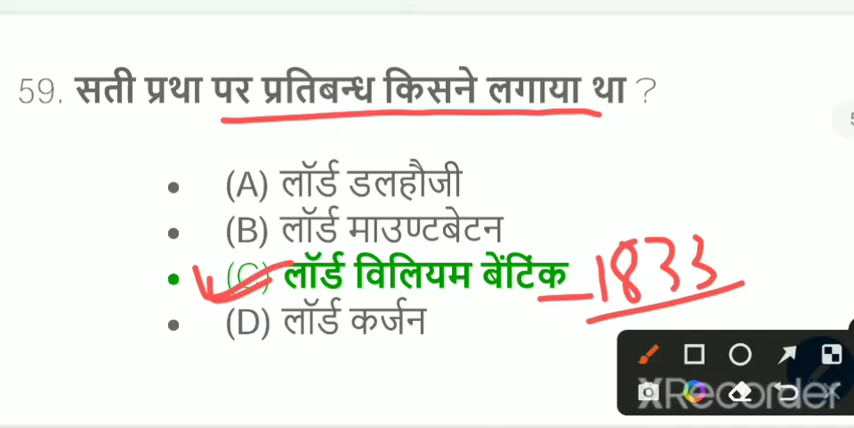 59. सती प्रथा पर प्रतिबन्ध किसने लगाया था ?
• (A) लॉर्ड डलहौजी
• (B) लॉर्ड माउण्टबेटन
• (C) लॉर्ड विलियम बेंटिंक 1833
• (D) लॉर्ड कर्जन
XRecorder